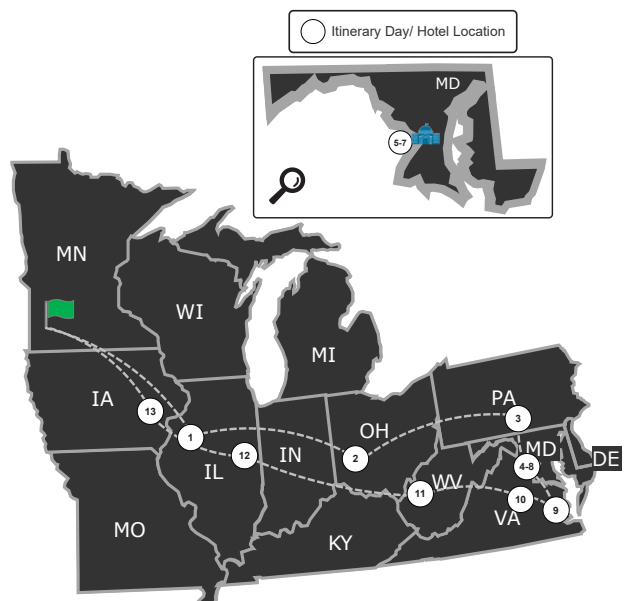 Itinerary Day/ Hotel Location
MD
5-7
MN
WI
MI
IA
13
1
12
IL
IN
OH
2
PA
3
MD
4-8
DE
WV
11
10
9
VA
MO
KY